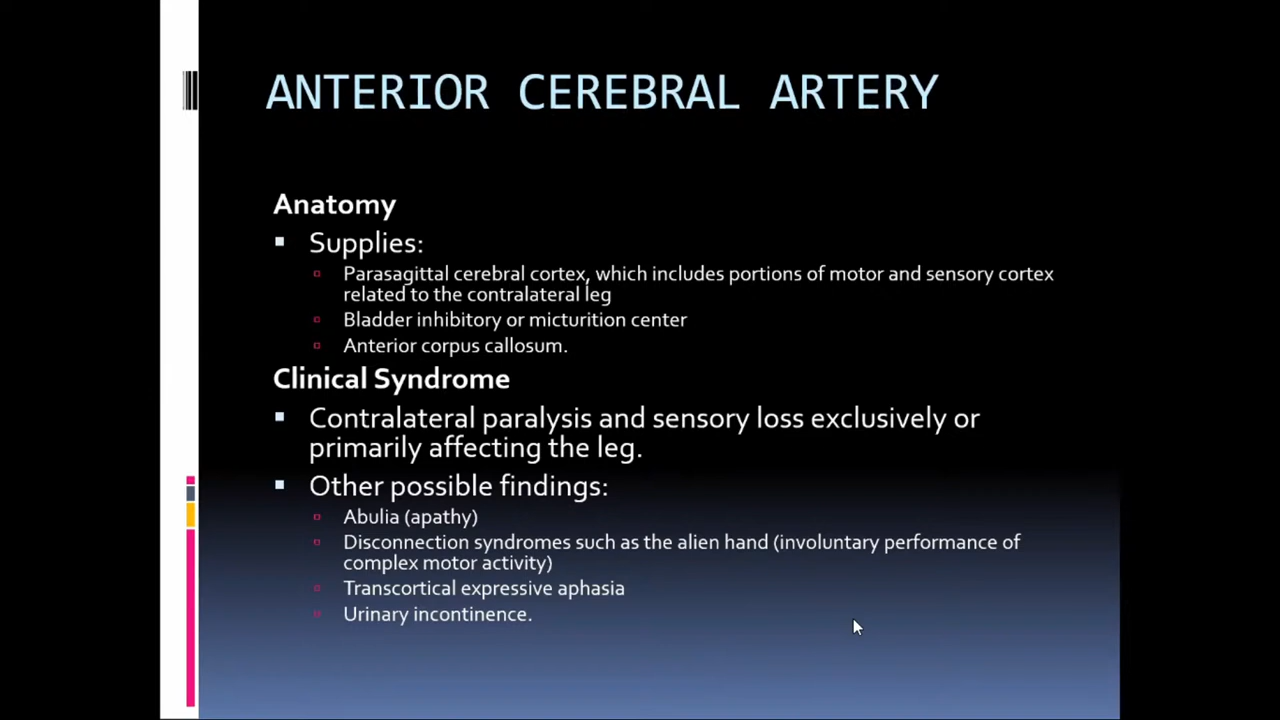 ANTERIOR CEREBRAL ARTERY
Anatomy
Supplies:
Parasagittal cerebral cortex, which includes portions of motor and sensory cortex
related to the contralateral leg
Bladder inhibitory or micturition center
Anterior corpus callosum.
Clinical Syndrome
Contralateral paralysis and sensory loss exclusively or
primarily affecting the leg.
Other possible findings:
Abulia (apathy)
Disconnection syndromes such as the alien hand (involuntary performance of
complex motor activity)
Transcortical expressive aphasia
Urinary incontinence.